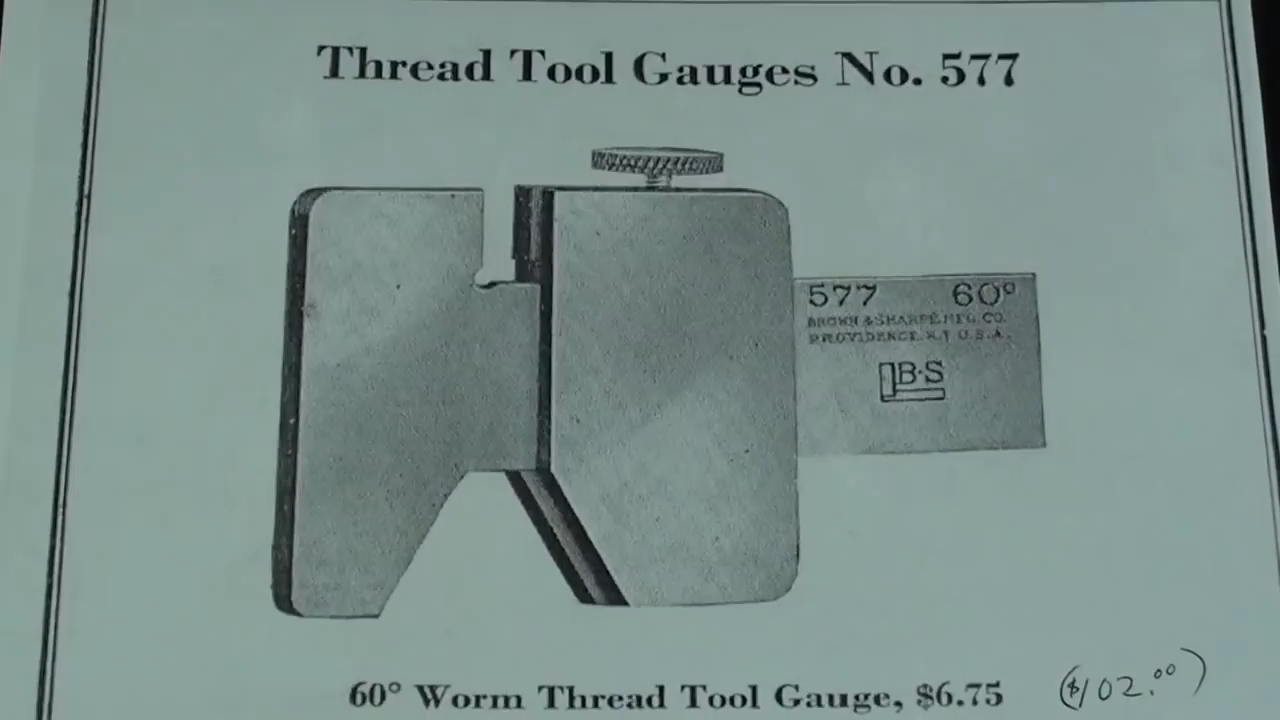 Thread Tool Gauges No. 577
577 60°
BROWN & SHARPE MFG. CO.
PROVIDENCE, R.I. U.S.A.
B·S
60° Worm Thread Tool Gauge, $6.75 ($102.00)